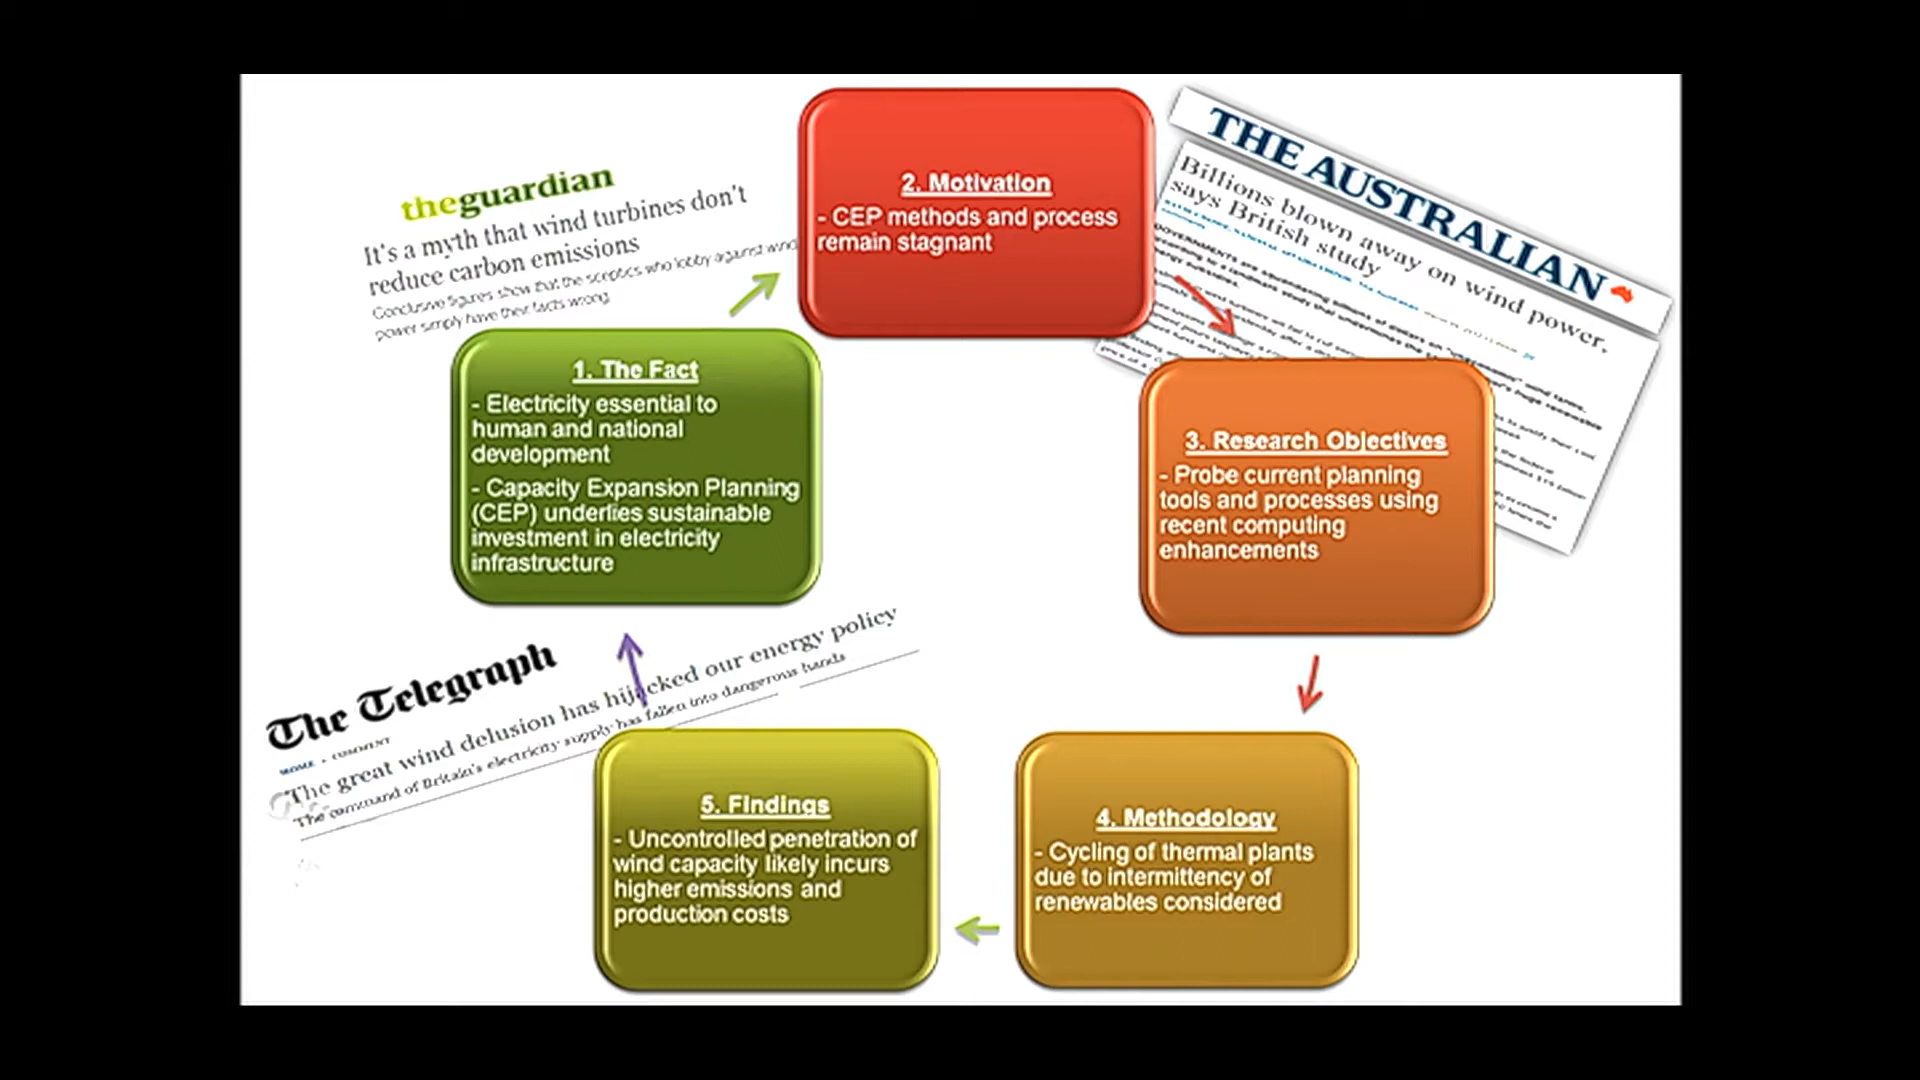 theguardian
It's a myth that wind turbines don't
reduce carbon emissions
Conclusive figures show that the sceptics who lobby against wind
power simply have their facts wrong
2. Motivation
- CEP methods and process
remain stagnant
THE AUSTRALIAN
Billions blown away on wind power,
says British study
1. The Fact
- Electricity essential to
human and national
development
- Capacity Expansion Planning
(CEP) underlies sustainable
investment in electricity
infrastructure
3. Research Objectives
- Probe current planning
tools and processes using
recent computing
enhancements
The Telegraph
HOME COMMENT
The great wind delusion has hijacked our energy policy
The command of Britain's electricity supply has fallen into dangerous hands
5. Findings
- Uncontrolled penetration of
wind capacity likely incurs
higher emissions and
production costs
4. Methodology
- Cycling of thermal plants
due to intermittency of
renewables considered